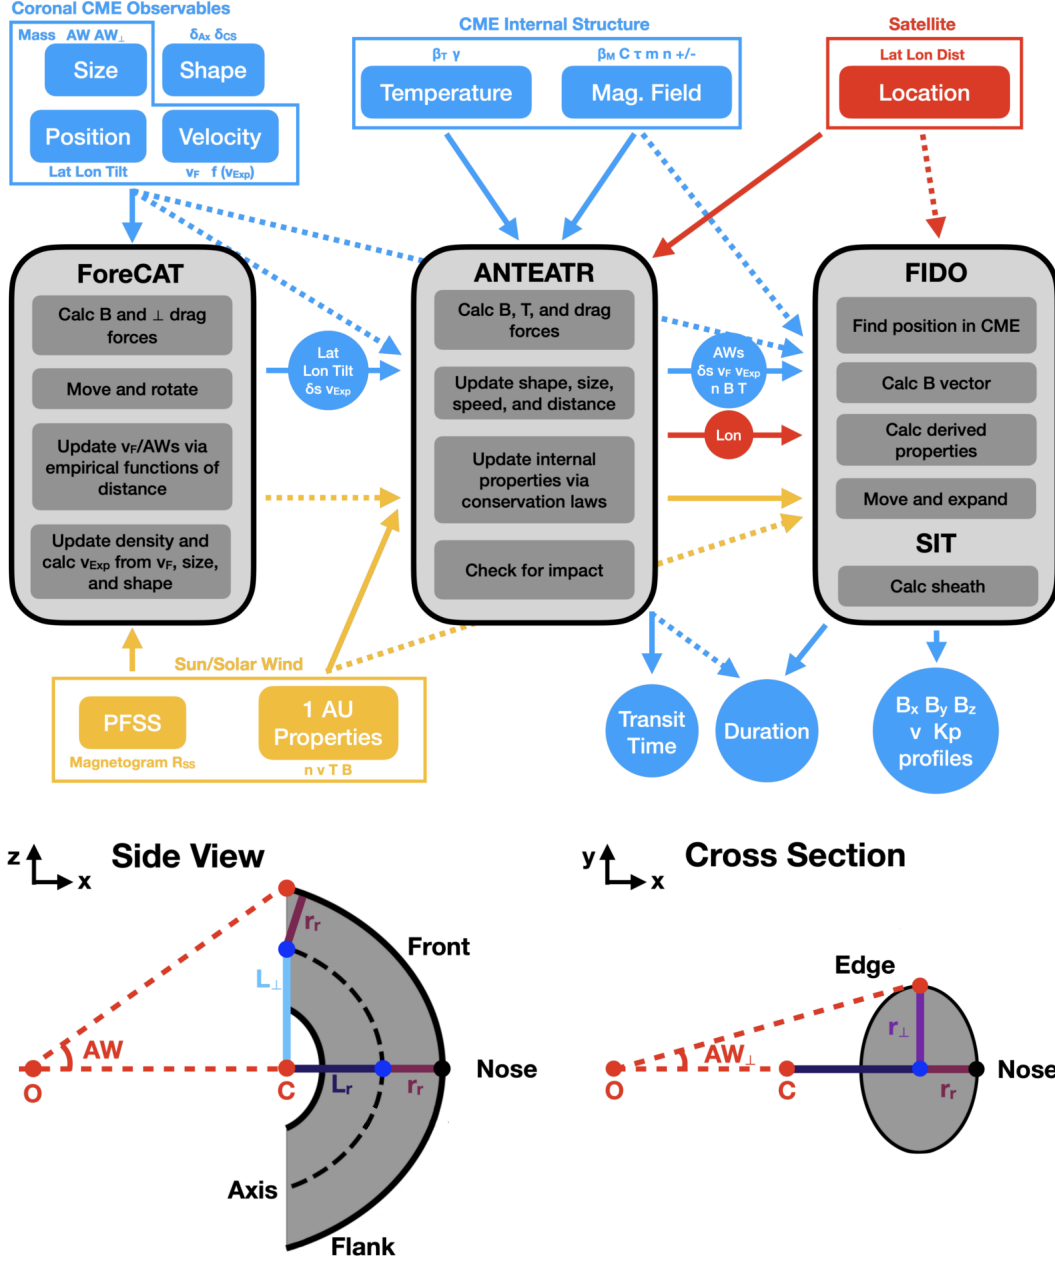 Coronal CME Observables
Mass AW AW⊥
δAx δCS
Size
Shape
Position
Velocity
Lat Lon Tilt
vF f (vExp)
CME Internal Structure
βT γ
βM C τ m n +/-
Temperature
Mag. Field
Satellite
Lat Lon Dist
Location
ForeCAT
Calc B and ⊥ drag
forces
Move and rotate
Update vF/AWs via
empirical functions of
distance
Update density and
calc vExp from vF, size,
and shape
Lat
Lon Tilt
δs vExp
ANTEATR
Calc B, T, and drag
forces
Update shape, size,
speed, and distance
Update internal
properties via
conservation laws
Check for impact
AWs
δs vF vExp
n B T
Lon
FIDO
Find position in CME
Calc B vector
Calc derived
properties
Move and expand
SIT
Calc sheath
Sun/Solar Wind
PFSS
Magnetogram RSS
1 AU
Properties
n v T B
Transit
Time
Duration
Bx By Bz
v Kp
profiles
Side View
z
x
rr
Front
L⊥
AW
O
C
Lr
rr
Nose
Axis
Flank
Cross Section
y
x
Edge
r⊥
AW⊥
O
C
rr
Nose